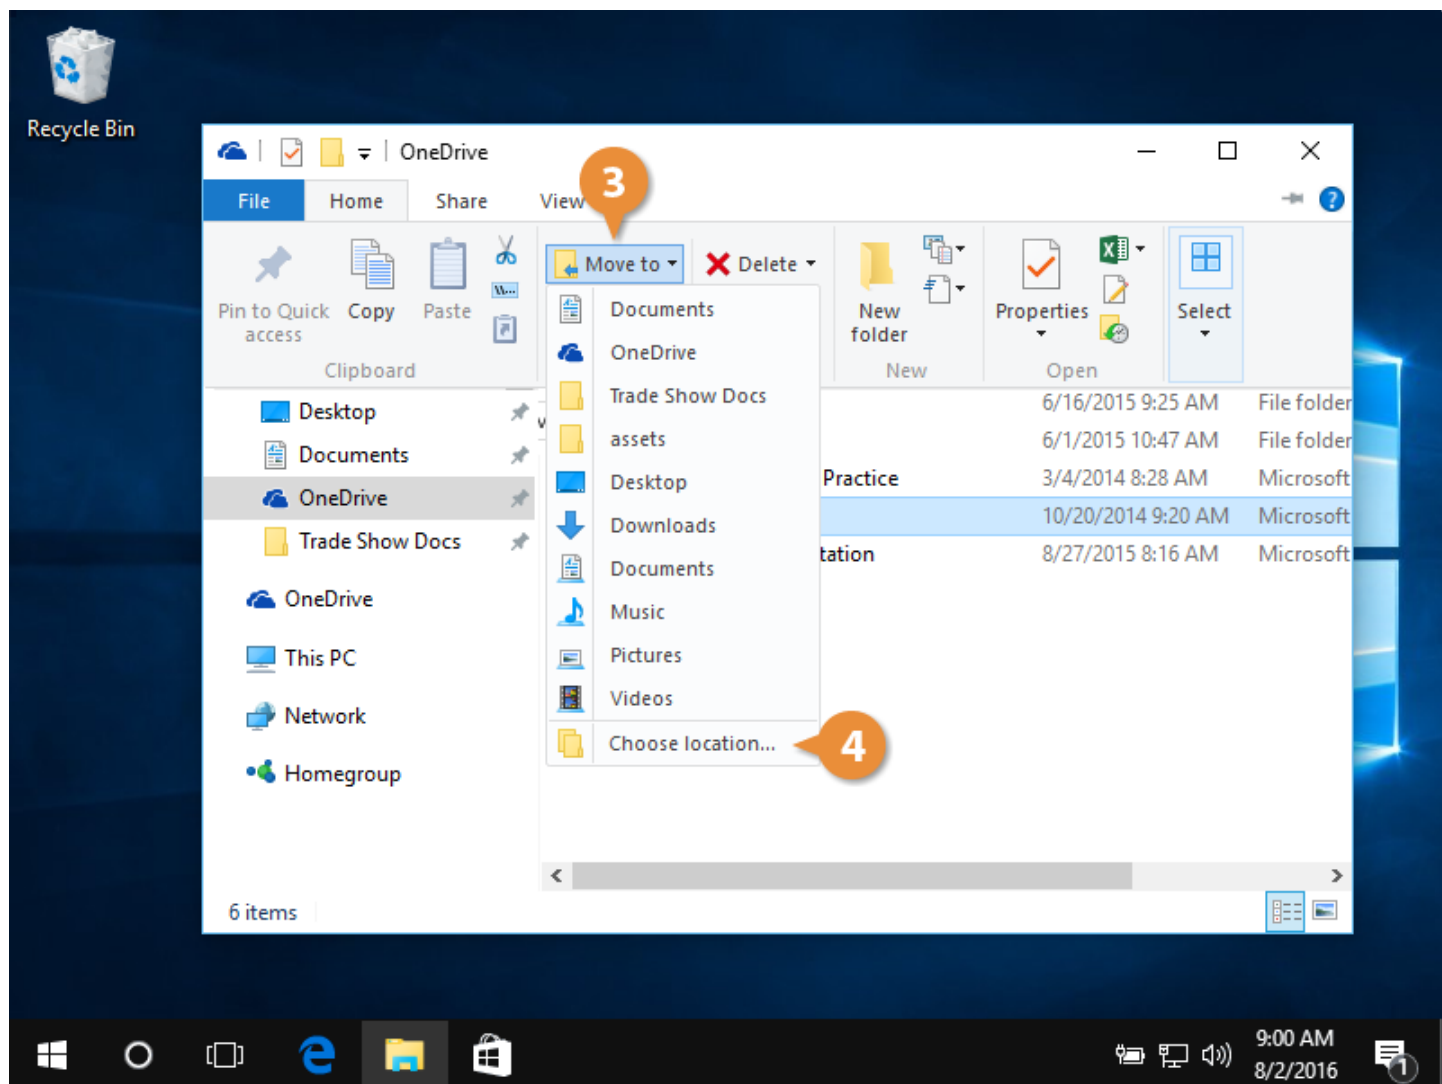 Recycle Bin
OneDrive
3
File Home Share View
Move to
Delete
Pin to Quick access
Copy
Paste
Clipboard
New folder
New
Properties
Open
Select
Documents
OneDrive
Trade Show Docs
assets
Desktop
Downloads
Documents
Music
Pictures
Videos
Choose location...
4
Desktop
Documents
OneDrive
Trade Show Docs
OneDrive
This PC
Network
Homegroup
6/16/2015 9:25 AM File folder
6/1/2015 10:47 AM File folder
Practice 3/4/2014 8:28 AM Microsoft
10/20/2014 9:20 AM Microsoft
tation 8/27/2015 8:16 AM Microsoft
6 items
9:00 AM
8/2/2016
1